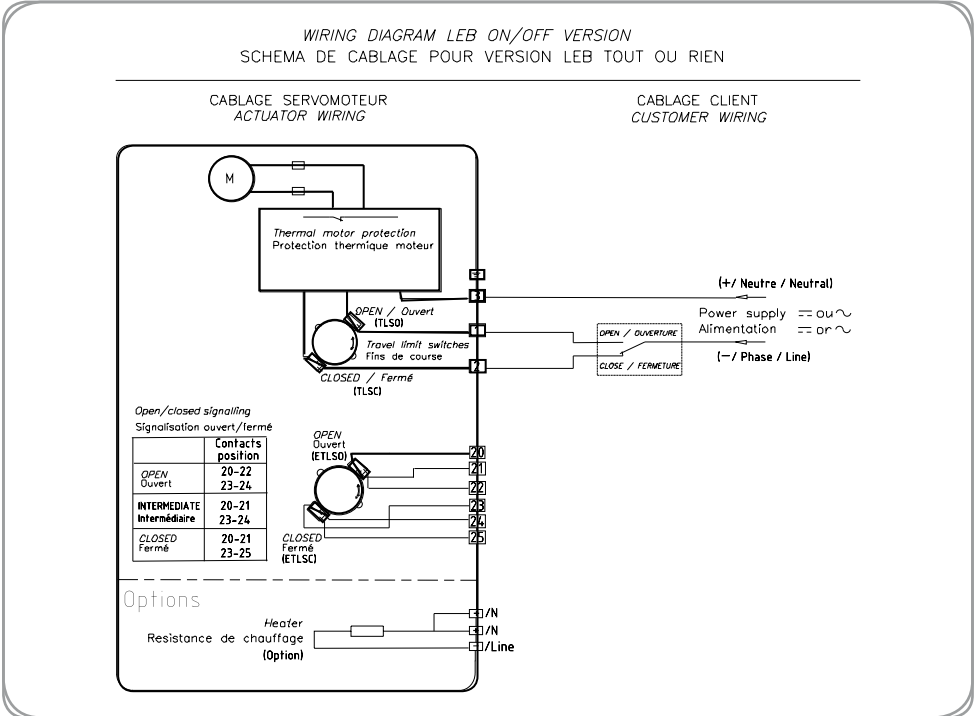 WIRING DIAGRAM LEB ON/OFF VERSION
SCHEMA DE CABLAGE POUR VERSION LEB TOUT OU RIEN
CABLAGE SERVOMOTEUR
ACTUATOR WIRING
CABLAGE CLIENT
CUSTOMER WIRING
M
Thermal motor protection
Protection thermique moteur
3
(+/ Neutre / Neutral)
OPEN / Ouvert
(TLSO)
1
Travel limit switches
Fins de course
2
CLOSED / Fermé
(TLSC)
OPEN / OUVERTURE
CLOSE / FERMETURE
Power supply ⎓ ou ∿
Alimentation ⎓ or ∿
(−/ Phase / Line)
Open/closed signalling
Signalisation ouvert/fermé
Contacts
position
OPEN
Ouvert
20-22
23-24
INTERMEDIATE
Intermédiaire
20-21
23-24
CLOSED
Fermé
20-21
23-25
OPEN
Ouvert
(ETLSO)
20
21
22
23
24
25
CLOSED
Fermé
(ETLSC)
Options
Heater
Resistance de chauffage
(Option)
/N
+/N
−/Line